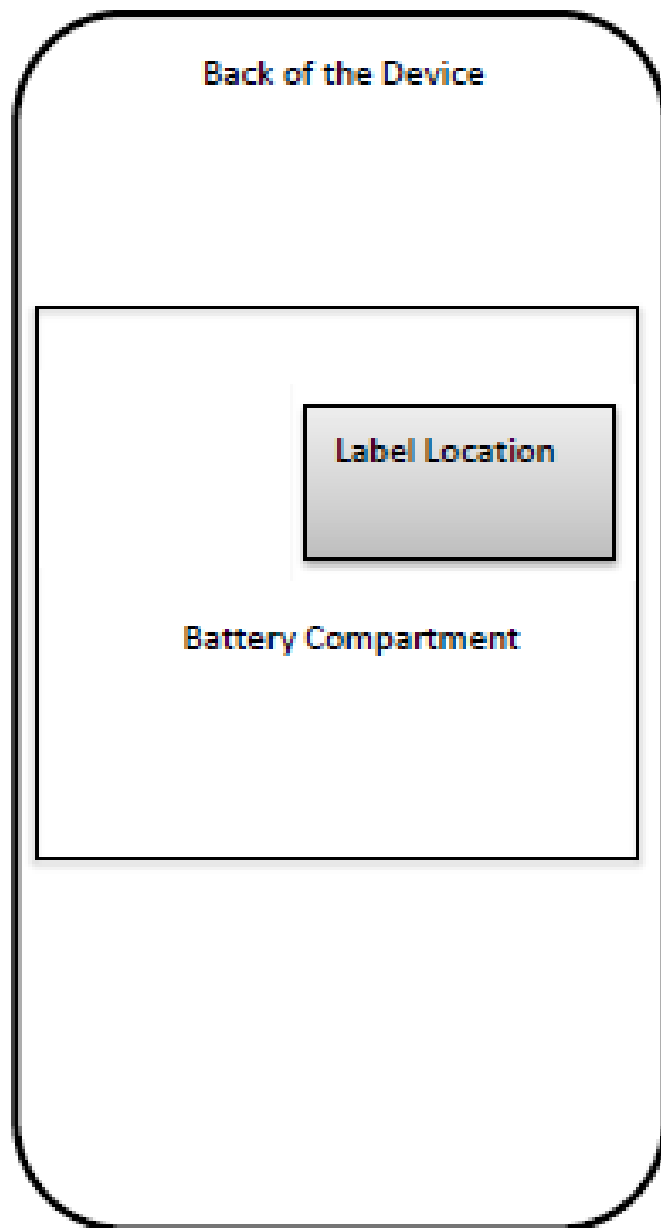 Back of the Device
Label Location
Battery Compartment